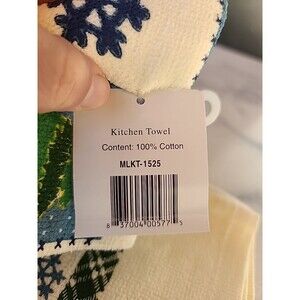 Kitchen Towel
Content: 100% Cotton
MLKT-1525
8 37004 00577 5